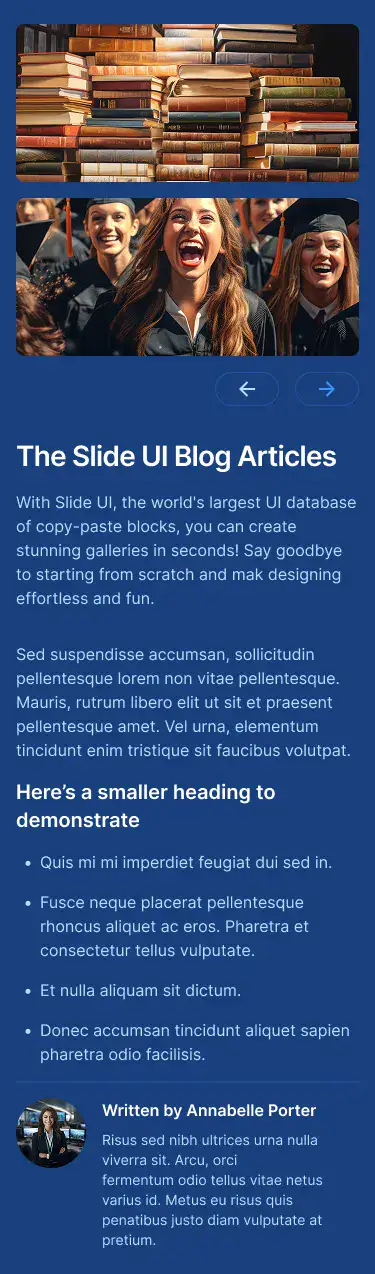 The Slide UI Blog Articles
With Slide UI, the world's largest UI database
of copy-paste blocks, you can create
stunning galleries in seconds! Say goodbye
to starting from scratch and mak designing
effortless and fun.
Sed suspendisse accumsan, sollicitudin
pellentesque lorem non vitae pellentesque.
Mauris, rutrum libero elit ut sit et praesent
pellentesque amet. Vel urna, elementum
tincidunt enim tristique sit faucibus volutpat.
Here’s a smaller heading to
demonstrate
• Quis mi mi imperdiet feugiat dui sed in.
• Fusce neque placerat pellentesque
rhoncus aliquet ac eros. Pharetra et
consectetur tellus vulputate.
• Et nulla aliquam sit dictum.
• Donec accumsan tincidunt aliquet sapien
pharetra odio facilisis.
Written by Annabelle Porter
Risus sed nibh ultrices urna nulla
viverra sit. Arcu, orci
fermentum odio tellus vitae netus
varius id. Metus eu risus quis
penatibus justo diam vulputate at
pretium.